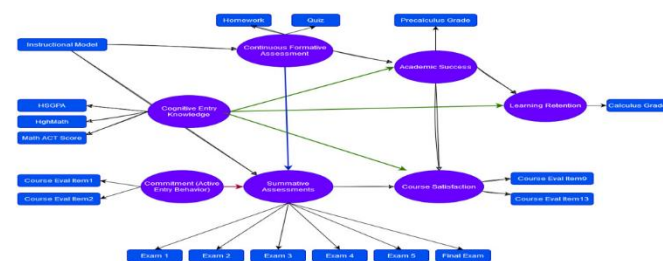 Homework
Quiz
Precalculus Grade
Instructional Model
Continuous Formative
Assessment
Academic Success
HSGPA
HghMath
Math ACT Score
Cognitive Entry
Knowledge
Learning Retention
Calculus Grade
Course Eval Item1
Course Eval Item2
Commitment (Active
Entry Behavior)
Summative
Assessments
Course Satisfaction
Course Eval Item9
Course Eval Item13
Exam 1
Exam 2
Exam 3
Exam 4
Exam 5
Final Exam